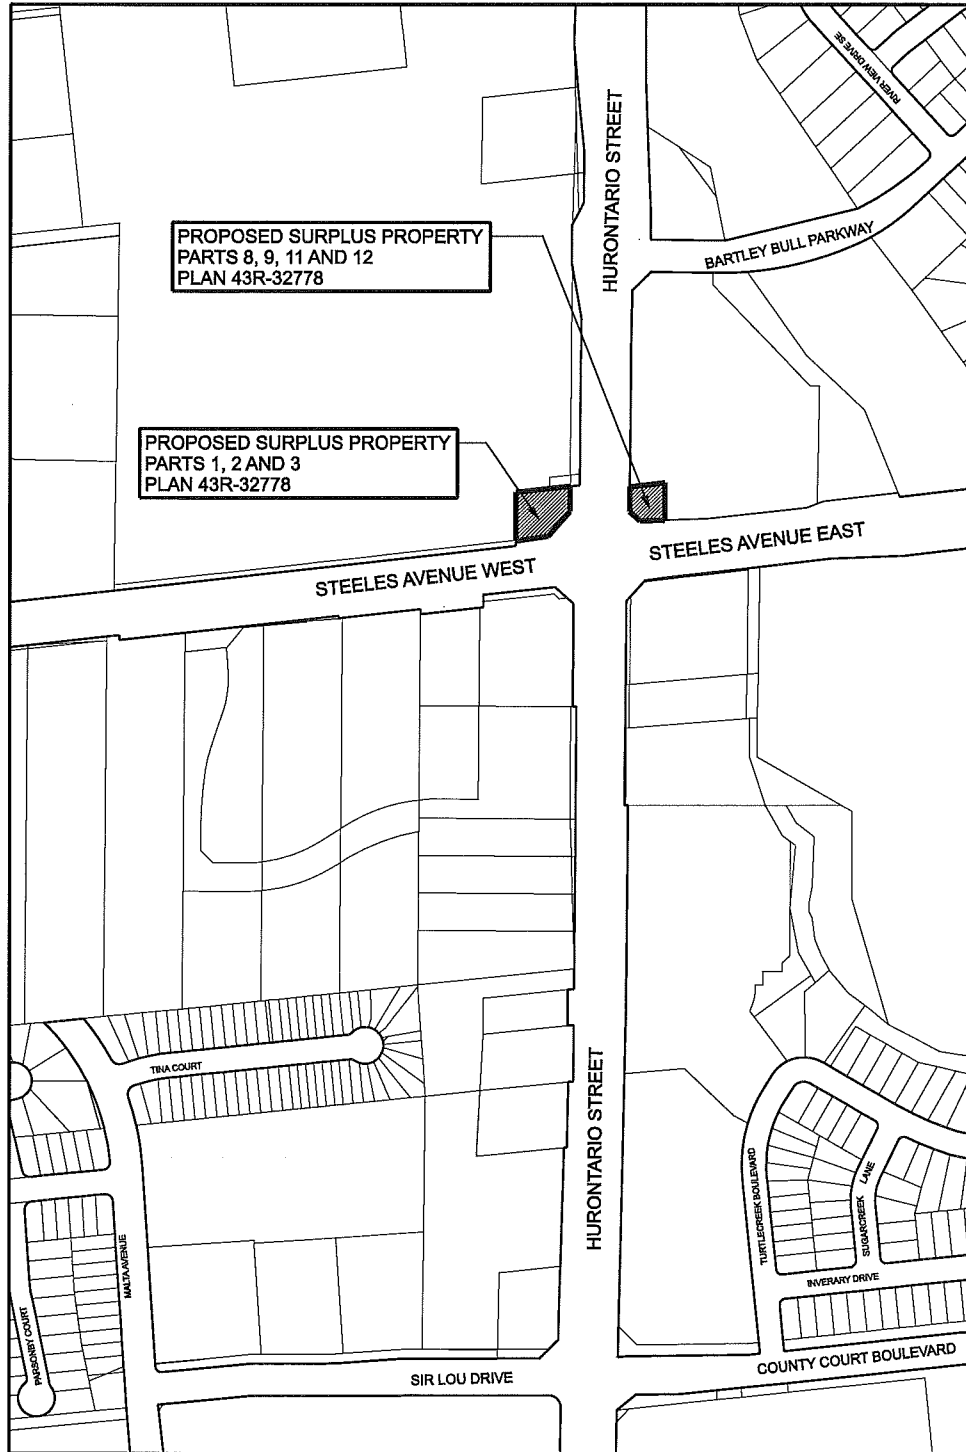 RIVER VIEW DRIVE SE
HURONTARIO STREET
BARTLEY BULL PARKWAY
PROPOSED SURPLUS PROPERTY
PARTS 8, 9, 11 AND 12
PLAN 43R-32778
PROPOSED SURPLUS PROPERTY
PARTS 1, 2 AND 3
PLAN 43R-32778
STEELES AVENUE WEST
STEELES AVENUE EAST
TINA COURT
HURONTARIO STREET
MALTA AVENUE
PARSONBY COURT
TURTLECREEK BOULEVARD
SUGARCREEK LANE
INVERARY DRIVE
COUNTY COURT BOULEVARD
SIR LOU DRIVE